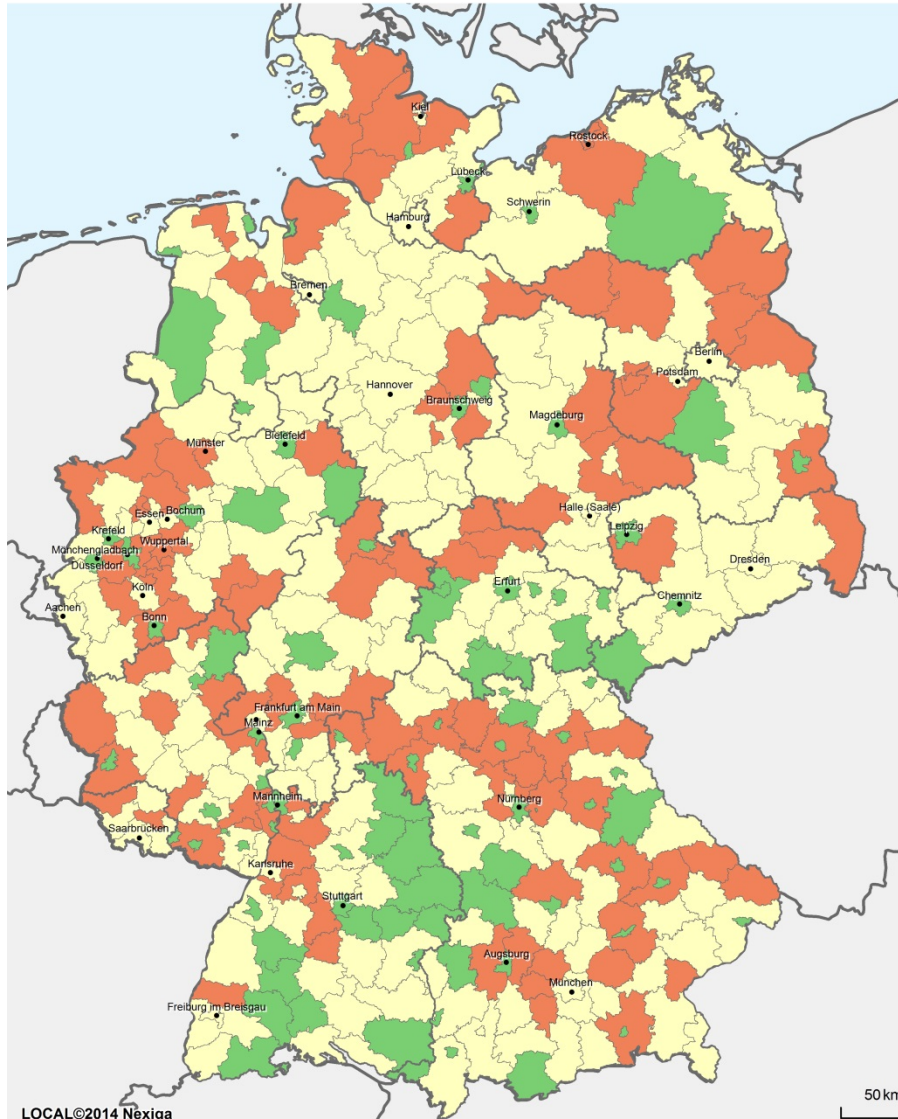 Kiel
Rostock
Lübeck
Schwerin
Hamburg
Bremen
Berlin
Potsdam
Hannover
Braunschweig
Magdeburg
Bielefeld
Münster
Essen
Bochum
Krefeld
Wuppertal
Mönchengladbach
Düsseldorf
Halle (Saale)
Leipzig
Dresden
Köln
Erfurt
Chemnitz
Aachen
Bonn
Frankfurt am Main
Mainz
Mannheim
Nürnberg
Saarbrücken
Karlsruhe
Stuttgart
Augsburg
München
Freiburg im Breisgau
50 km
LOCAL©2014 Nexiga